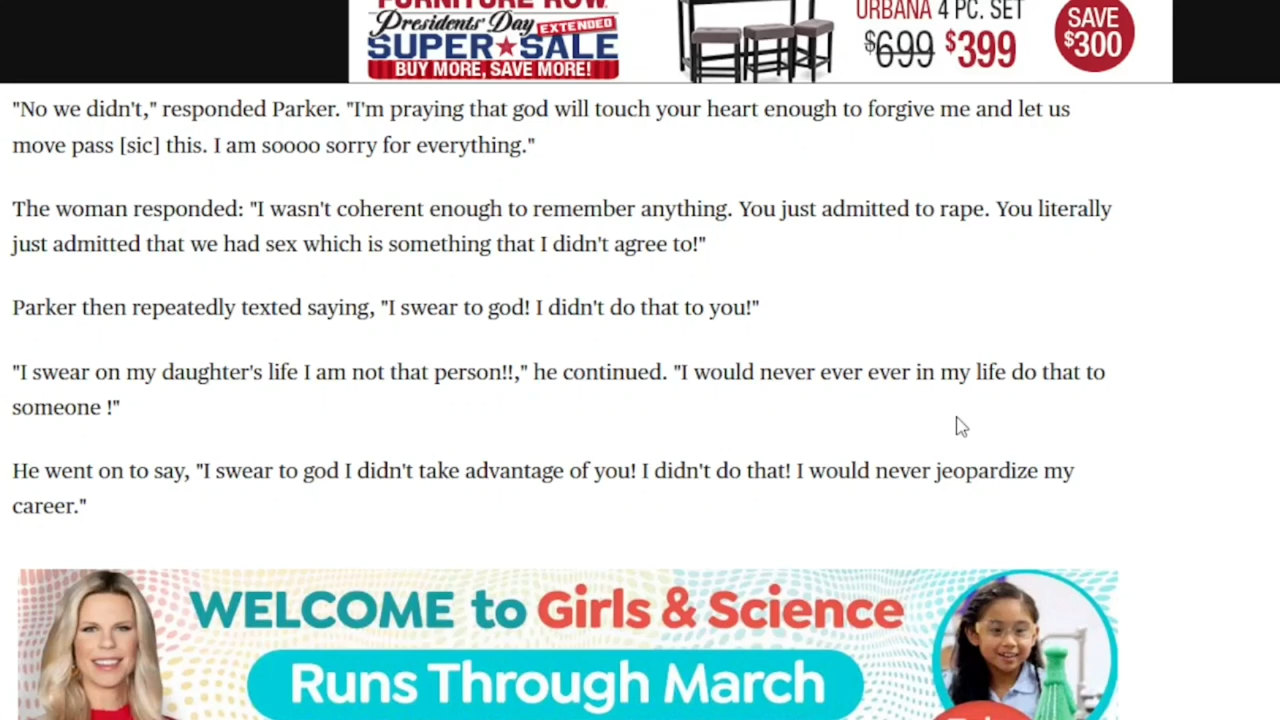 FURNITURE ROW
Presidents' Day EXTENDED
SUPER SALE
BUY MORE, SAVE MORE!
URBANA 4 PC. SET
$699 $399
SAVE
$300
"No we didn't," responded Parker. "I'm praying that god will touch your heart enough to forgive me and let us
move pass [sic] this. I am soooo sorry for everything."
The woman responded: "I wasn't coherent enough to remember anything. You just admitted to rape. You literally
just admitted that we had sex which is something that I didn't agree to!"
Parker then repeatedly texted saying, "I swear to god! I didn't do that to you!"
"I swear on my daughter's life I am not that person!!," he continued. "I would never ever ever in my life do that to
someone !"
He went on to say, "I swear to god I didn't take advantage of you! I didn't do that! I would never jeopardize my
career."
WELCOME to Girls & Science
Runs Through March